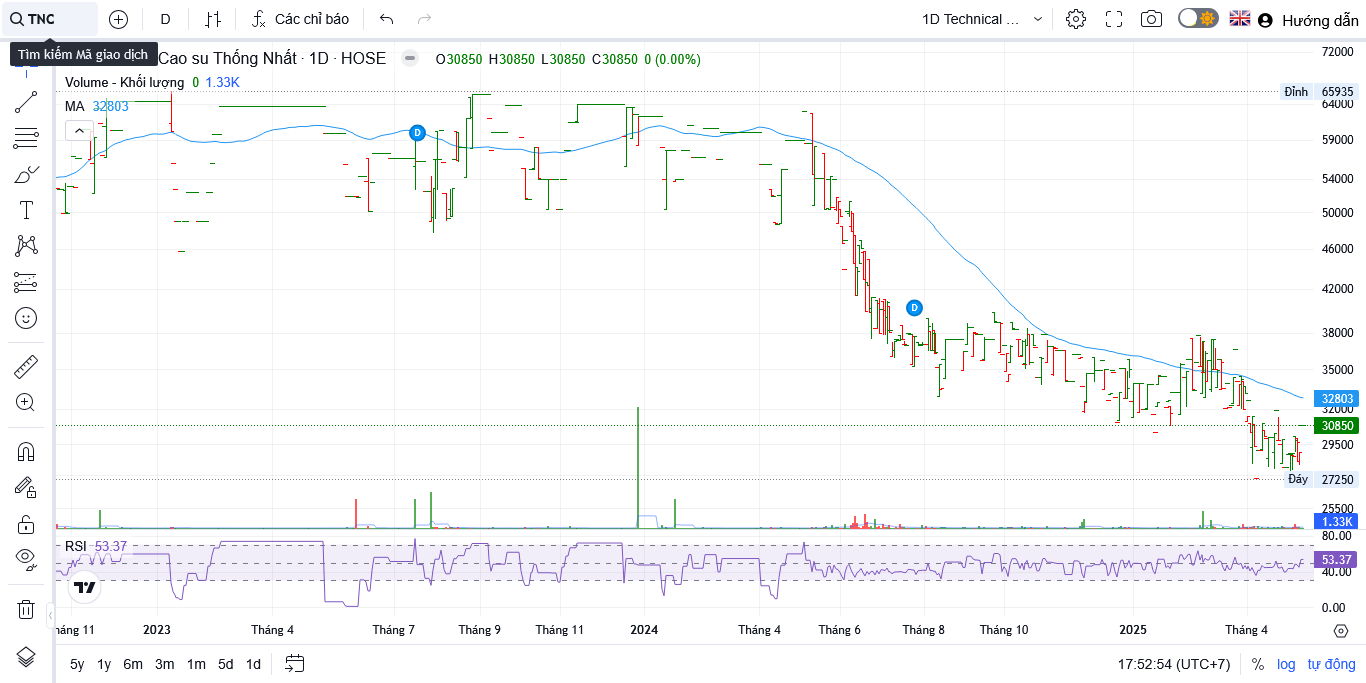 TNC D Các chỉ báo 1D Technical ... Hướng dẫn
Tìm kiếm Mã giao dịch
Cao su Thống Nhất · 1D · HOSE O30850 H30850 L30850 C30850 0 (0.00%)
Volume - Khối lượng 0 1.33K
MA 32803
D
D
72000
Đỉnh 65935
64000
59000
54000
50000
46000
42000
38000
35000
32803
32000
30850
29500
Đáy 27250
25500
1.33K
RSI 53.37
80.00
53.37
40.00
0.00
háng 11 2023 Tháng 4 Tháng 7 Tháng 9 Tháng 11 2024 Tháng 4 Tháng 6 Tháng 8 Tháng 10 2025 Tháng 4
5y 1y 6m 3m 1m 5d 1d 17:52:54 (UTC+7) % log tự động